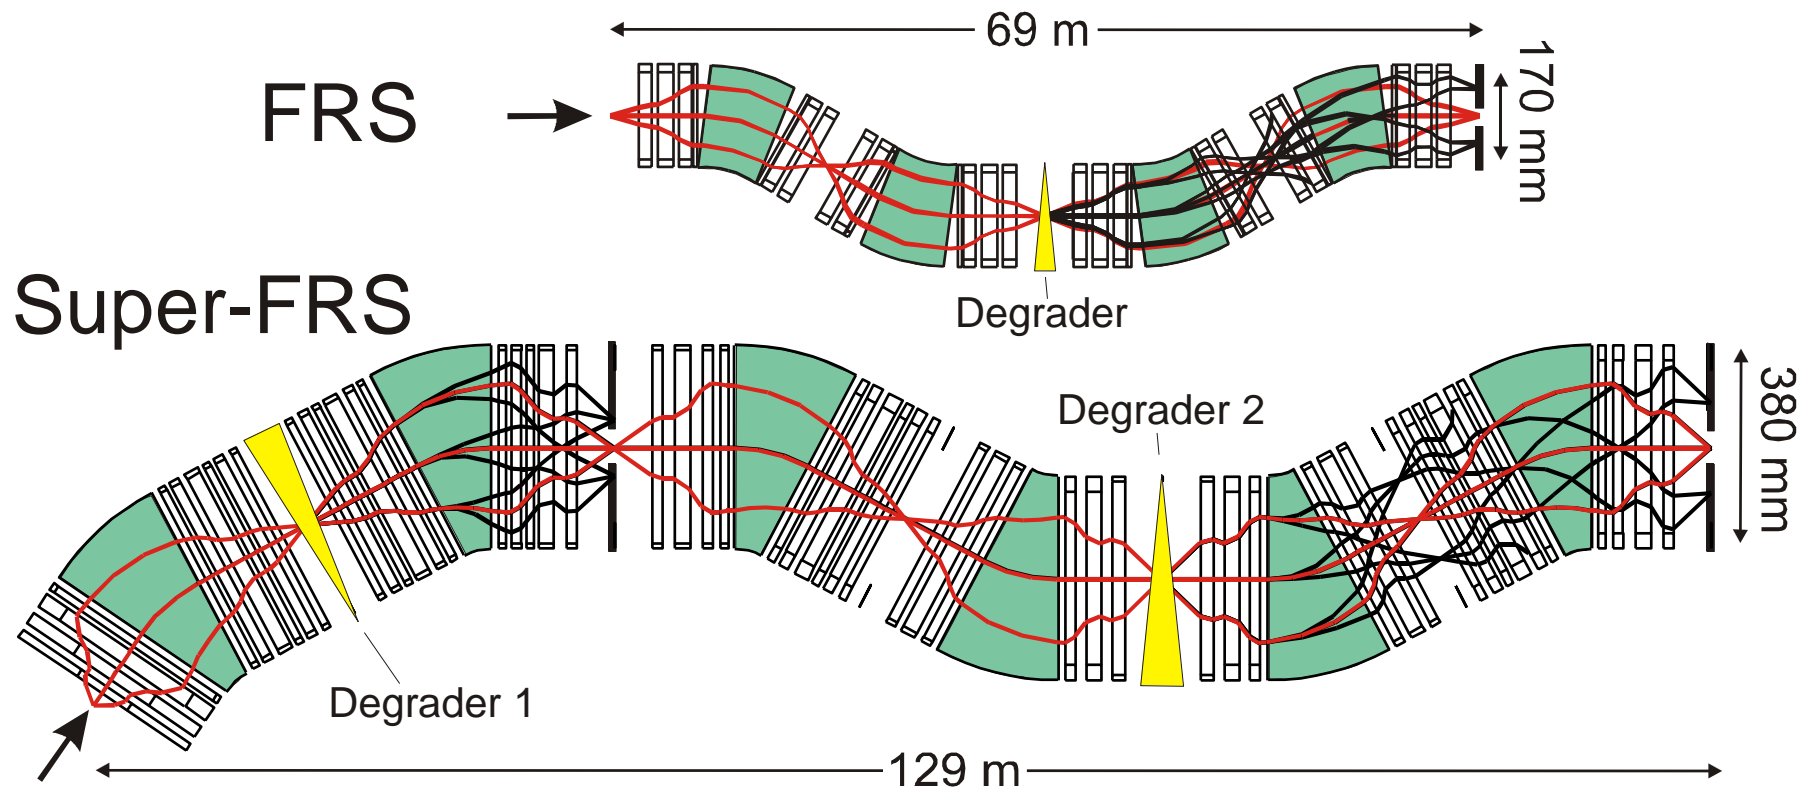 69 m
FRS
170 mm
Degrader
Super-FRS
Degrader 2
380 mm
Degrader 1
129 m